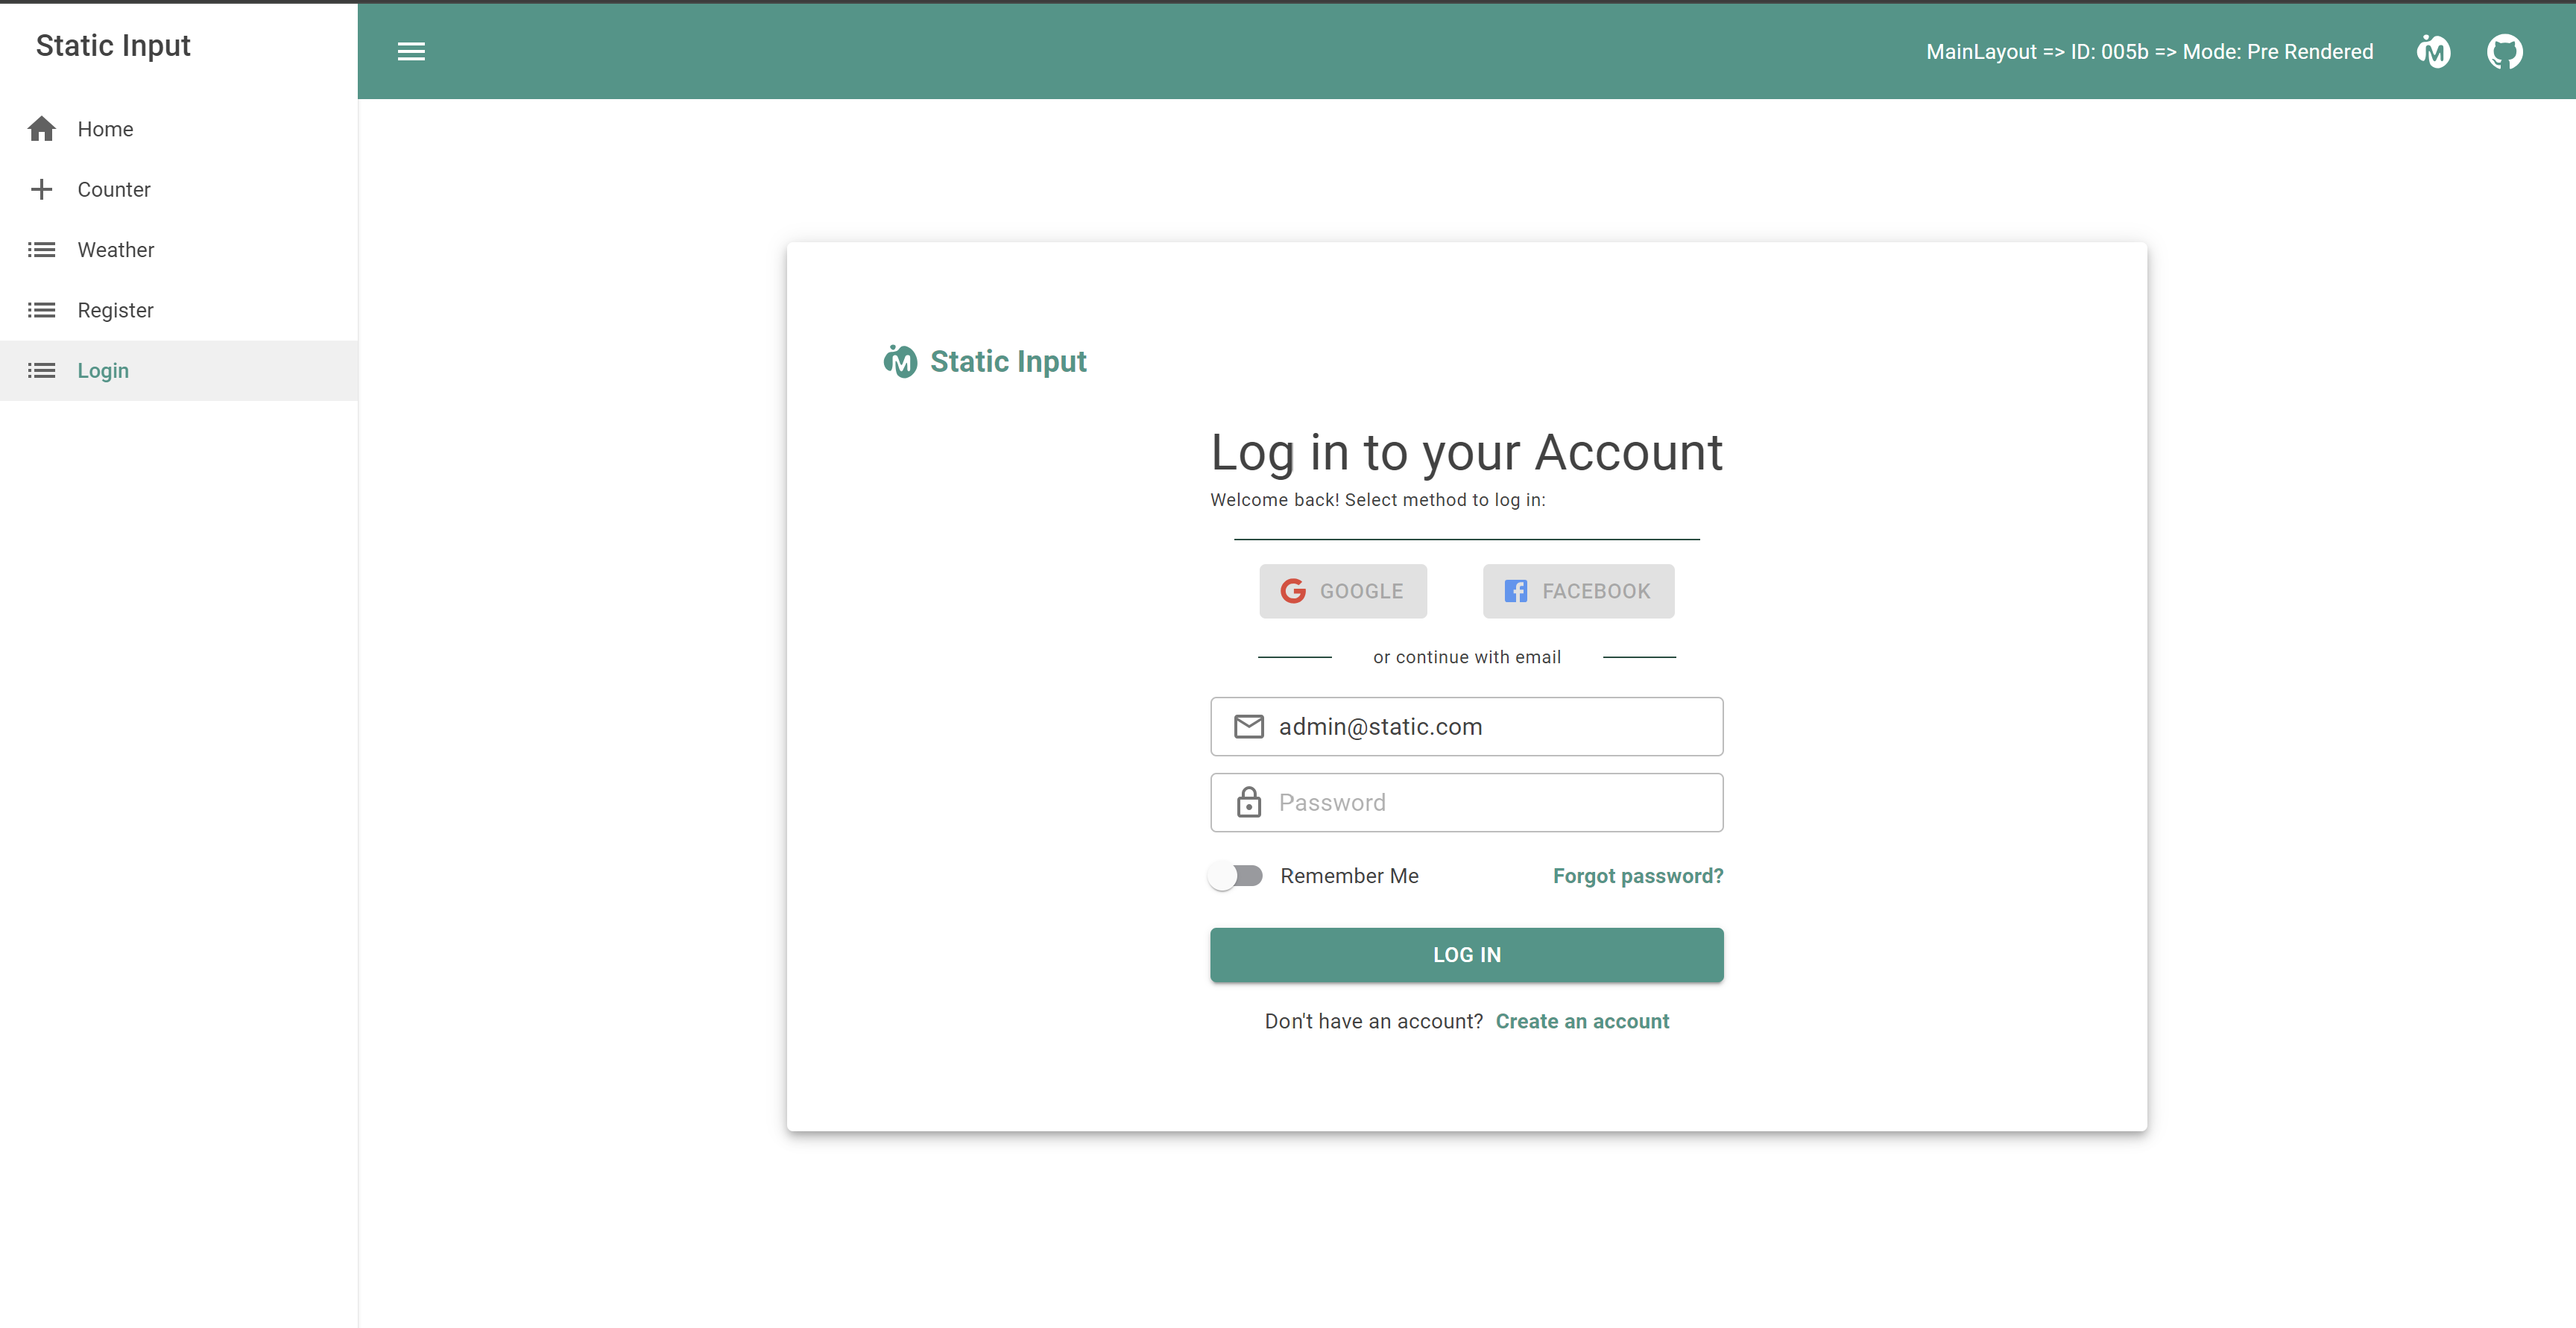 Static Input
MainLayout => ID: 005b => Mode: Pre Rendered
Home
Counter
Weather
Register
Login
Static Input
Log in to your Account
Welcome back! Select method to log in:
GOOGLE
FACEBOOK
or continue with email
admin@static.com
Password
Remember Me
Forgot password?
LOG IN
Don't have an account? Create an account